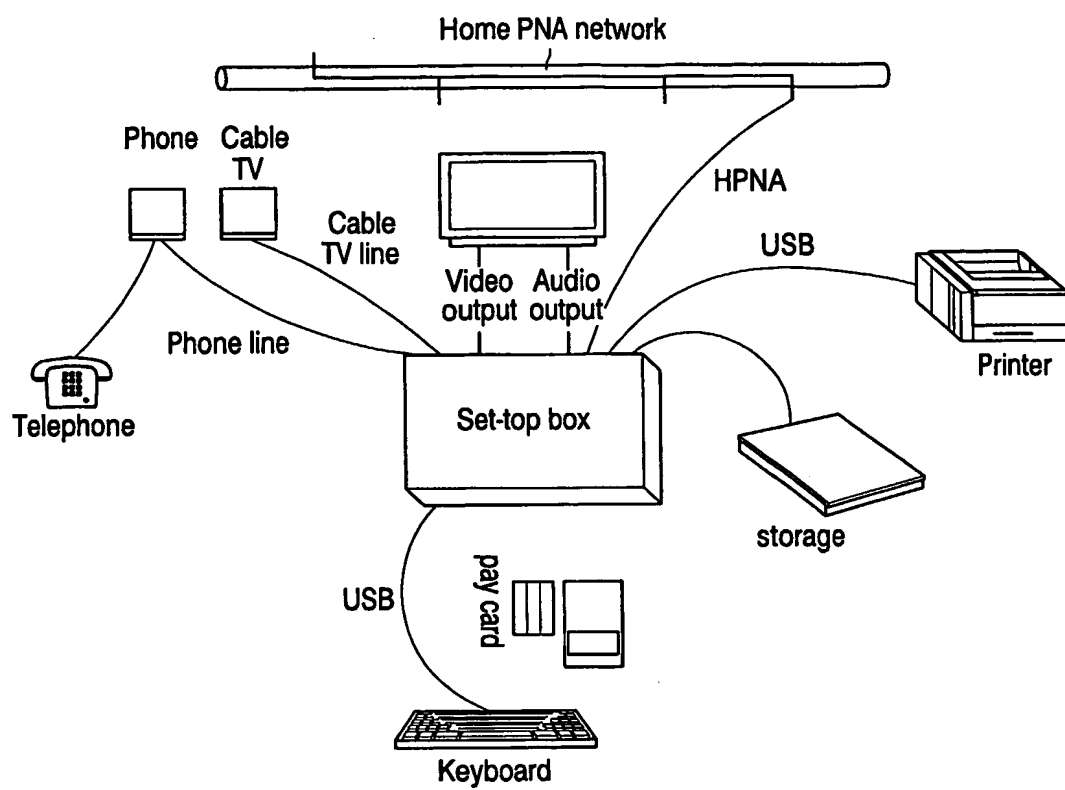 Home PNA network
Phone
Cable
TV
HPNA
Cable
TV line
USB
Video
output
Audio
output
Phone line
Printer
Telephone
Set-top box
storage
pay card
USB
Keyboard